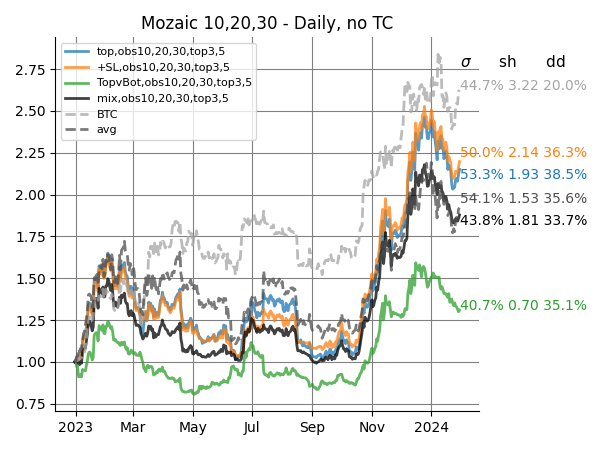 Mozaic 10,20,30 - Daily, no TC
top,obs10,20,30,top3,5
+SL,obs10,20,30,top3,5
TopvBot,obs10,20,30,top3,5
mix,obs10,20,30,top3,5
BTC
avg
σ sh dd
44.7% 3.22 20.0%
50.0% 2.14 36.3%
53.3% 1.93 38.5%
54.1% 1.53 35.6%
43.8% 1.81 33.7%
40.7% 0.70 35.1%
2.75
2.50
2.25
2.00
1.75
1.50
1.25
1.00
0.75
2023 Mar May Jul Sep Nov 2024